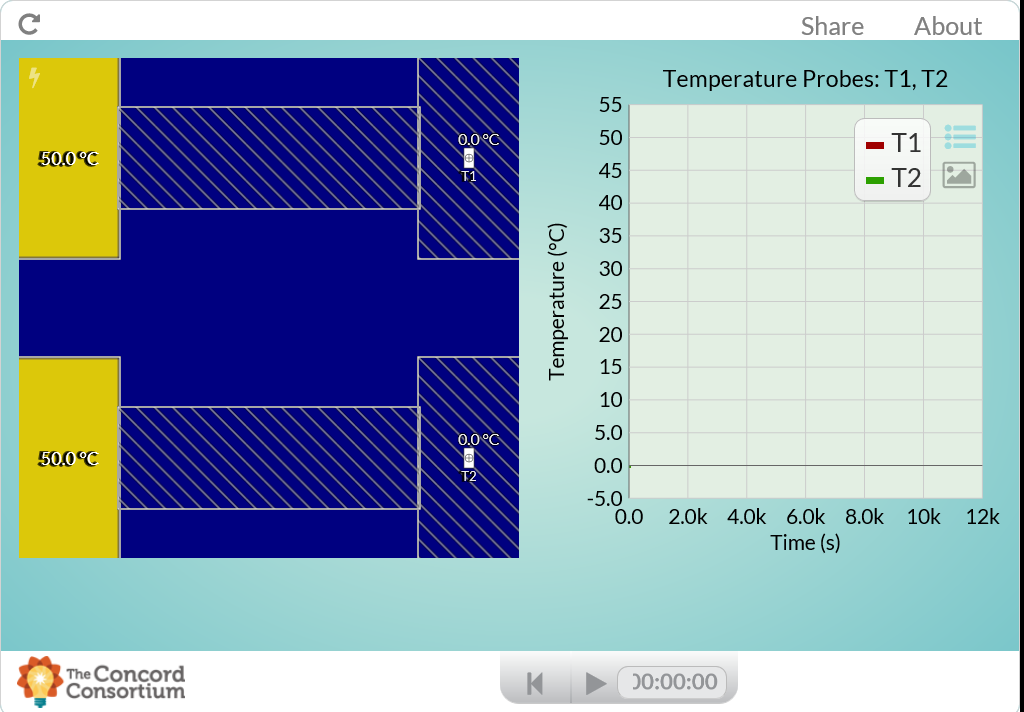 Share About
50.0 °C
0.0 °C
T1
50.0 °C
0.0 °C
T2
Temperature Probes: T1, T2
T1
T2
Temperature (°C)
55
50
45
40
35
30
25
20
15
10
5.0
0.0
-5.0
0.0 2.0k 4.0k 6.0k 8.0k 10k 12k
Time (s)
The Concord
Consortium
00:00:00